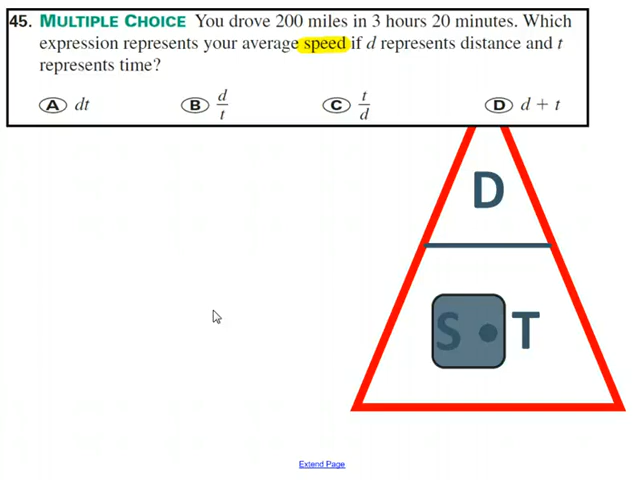 45. MULTIPLE CHOICE You drove 200 miles in 3 hours 20 minutes. Which
expression represents your average speed if d represents distance and t
represents time?
A dt B d/t C t/d D d + t
D
S • T
Extend Page